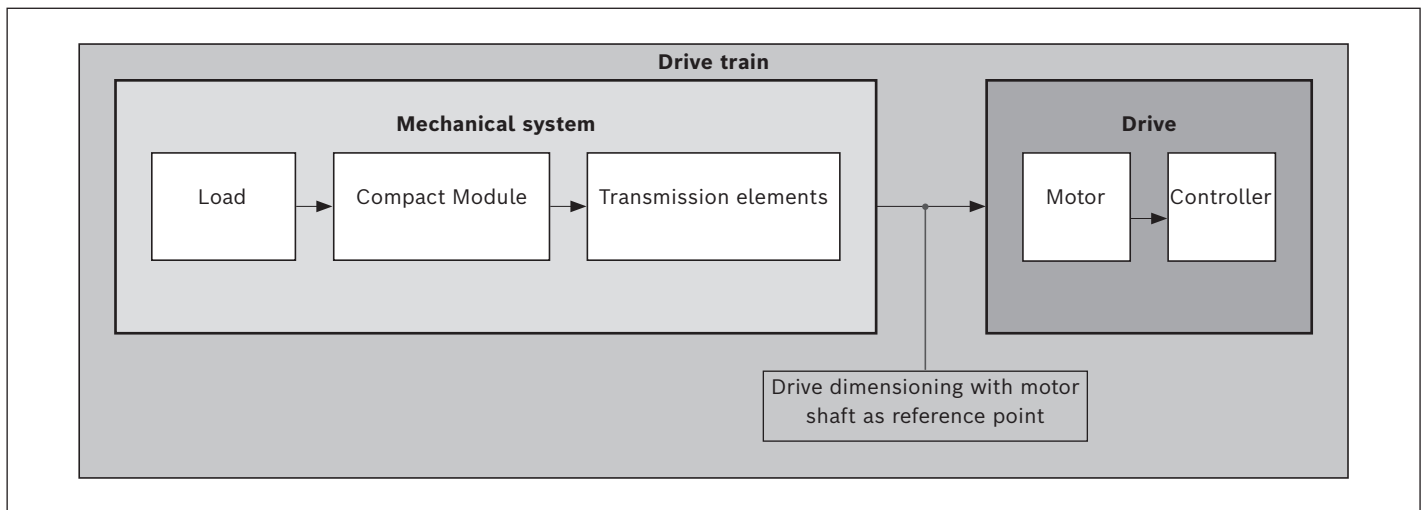 Drive train
Mechanical system
Load
Compact Module
Transmission elements
Drive
Motor
Controller
Drive dimensioning with motor
shaft as reference point